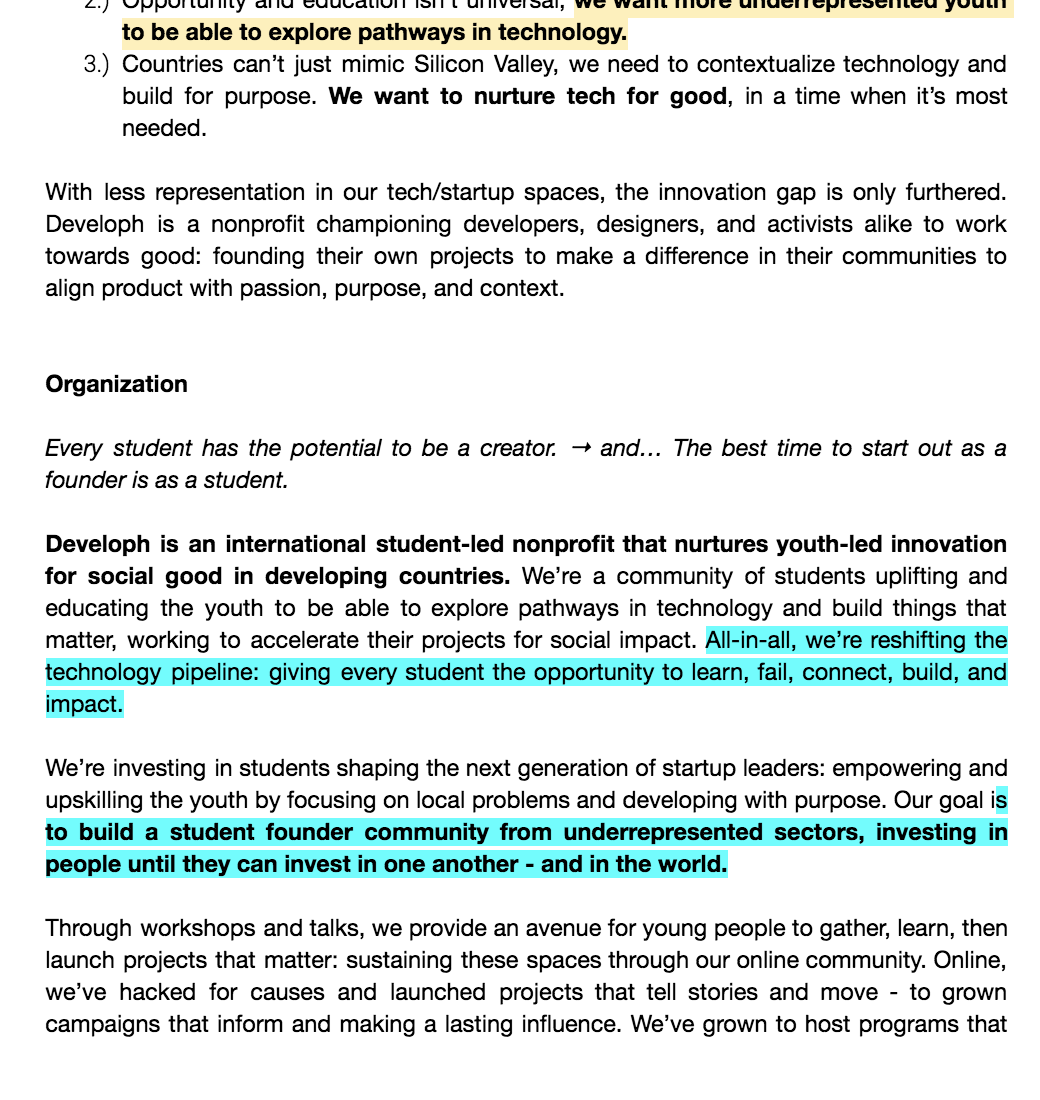 2.) Opportunity and education isn't universal, we want more underrepresented youth
to be able to explore pathways in technology.
3.) Countries can’t just mimic Silicon Valley, we need to contextualize technology and
build for purpose. We want to nurture tech for good, in a time when it’s most
needed.
With less representation in our tech/startup spaces, the innovation gap is only furthered.
Developh is a nonprofit championing developers, designers, and activists alike to work
towards good: founding their own projects to make a difference in their communities to
align product with passion, purpose, and context.
Organization
Every student has the potential to be a creator. → and... The best time to start out as a
founder is as a student.
Developh is an international student-led nonprofit that nurtures youth-led innovation
for social good in developing countries. We’re a community of students uplifting and
educating the youth to be able to explore pathways in technology and build things that
matter, working to accelerate their projects for social impact. All-in-all, we’re reshifting the
technology pipeline: giving every student the opportunity to learn, fail, connect, build, and
impact.
We’re investing in students shaping the next generation of startup leaders: empowering and
upskilling the youth by focusing on local problems and developing with purpose. Our goal is
to build a student founder community from underrepresented sectors, investing in
people until they can invest in one another - and in the world.
Through workshops and talks, we provide an avenue for young people to gather, learn, then
launch projects that matter: sustaining these spaces through our online community. Online,
we’ve hacked for causes and launched projects that tell stories and move - to grown
campaigns that inform and making a lasting influence. We’ve grown to host programs that